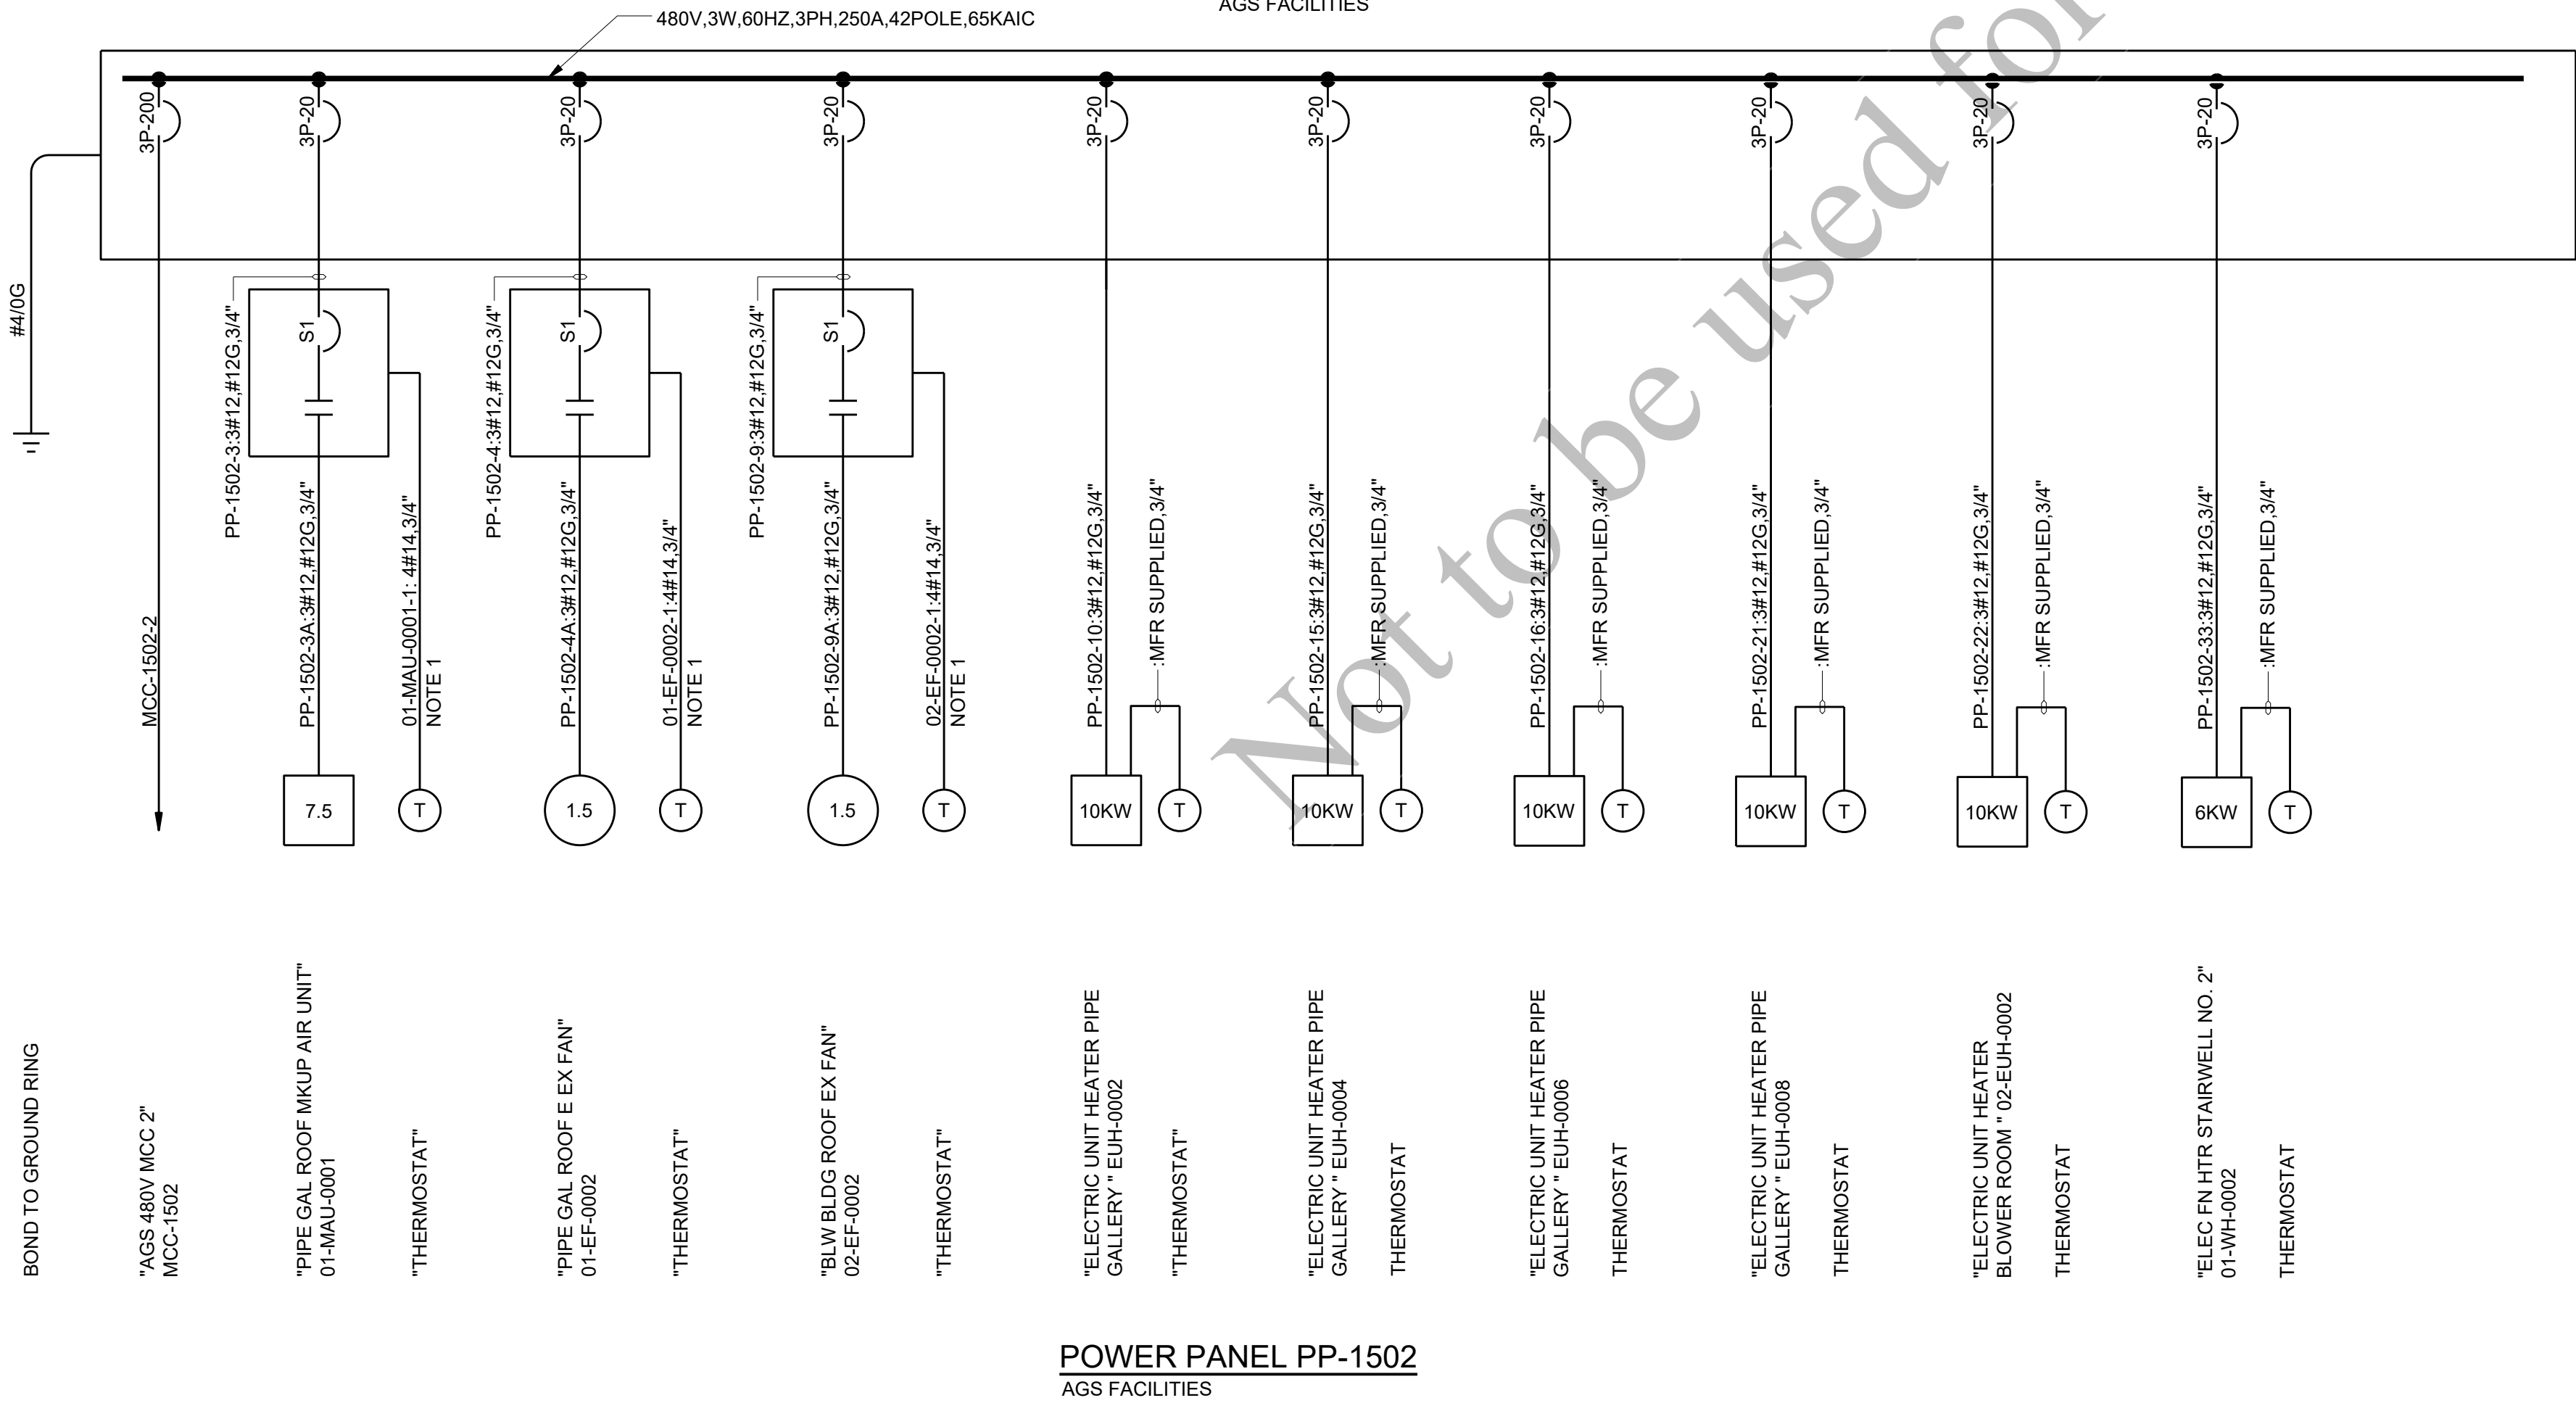 AGS FACILITIES
480V,3W,60HZ,3PH,250A,42POLE,65KAIC
3P-200
3P-20
3P-20
3P-20
3P-20
3P-20
3P-20
3P-20
3P-20
3P-20
#4/0G
PP-1502-3:3#12,#12G,3/4"
S1
PP-1502-4:3#12,#12G,3/4"
S1
PP-1502-9:3#12,#12G,3/4"
S1
MCC-1502-2
PP-1502-3A:3#12,#12G,3/4"
01-MAU-0001-1: 4#14,3/4"
NOTE 1
PP-1502-4A:3#12,#12G,3/4"
01-EF-0002-1:4#14,3/4"
NOTE 1
PP-1502-9A:3#12,#12G,3/4"
02-EF-0002-1:4#14,3/4"
NOTE 1
PP-1502-10:3#12,#12G,3/4"
:MFR SUPPLIED,3/4"
PP-1502-15:3#12,#12G,3/4"
:MFR SUPPLIED,3/4"
PP-1502-16:3#12,#12G,3/4"
:MFR SUPPLIED,3/4"
PP-1502-21:3#12,#12G,3/4"
:MFR SUPPLIED,3/4"
PP-1502-22:3#12,#12G,3/4"
:MFR SUPPLIED,3/4"
PP-1502-33:3#12,#12G,3/4"
:MFR SUPPLIED,3/4"
7.5
T
1.5
T
1.5
T
10KW
T
10KW
T
10KW
T
10KW
T
10KW
T
6KW
T
BOND TO GROUND RING
"AGS 480V MCC 2"
MCC-1502
"PIPE GAL ROOF MKUP AIR UNIT"
01-MAU-0001
"THERMOSTAT"
"PIPE GAL ROOF E EX FAN"
01-EF-0002
"THERMOSTAT"
"BLW BLDG ROOF EX FAN"
02-EF-0002
"THERMOSTAT"
"ELECTRIC UNIT HEATER PIPE
GALLERY " EUH-0002
"THERMOSTAT"
"ELECTRIC UNIT HEATER PIPE
GALLERY " EUH-0004
THERMOSTAT
"ELECTRIC UNIT HEATER PIPE
GALLERY " EUH-0006
THERMOSTAT
"ELECTRIC UNIT HEATER PIPE
GALLERY " EUH-0008
THERMOSTAT
"ELECTRIC UNIT HEATER
BLOWER ROOM " 02-EUH-0002
THERMOSTAT
"ELEC FN HTR STAIRWELL NO. 2"
01-WH-0002
THERMOSTAT
POWER PANEL PP-1502
AGS FACILITIES
Not to be used for